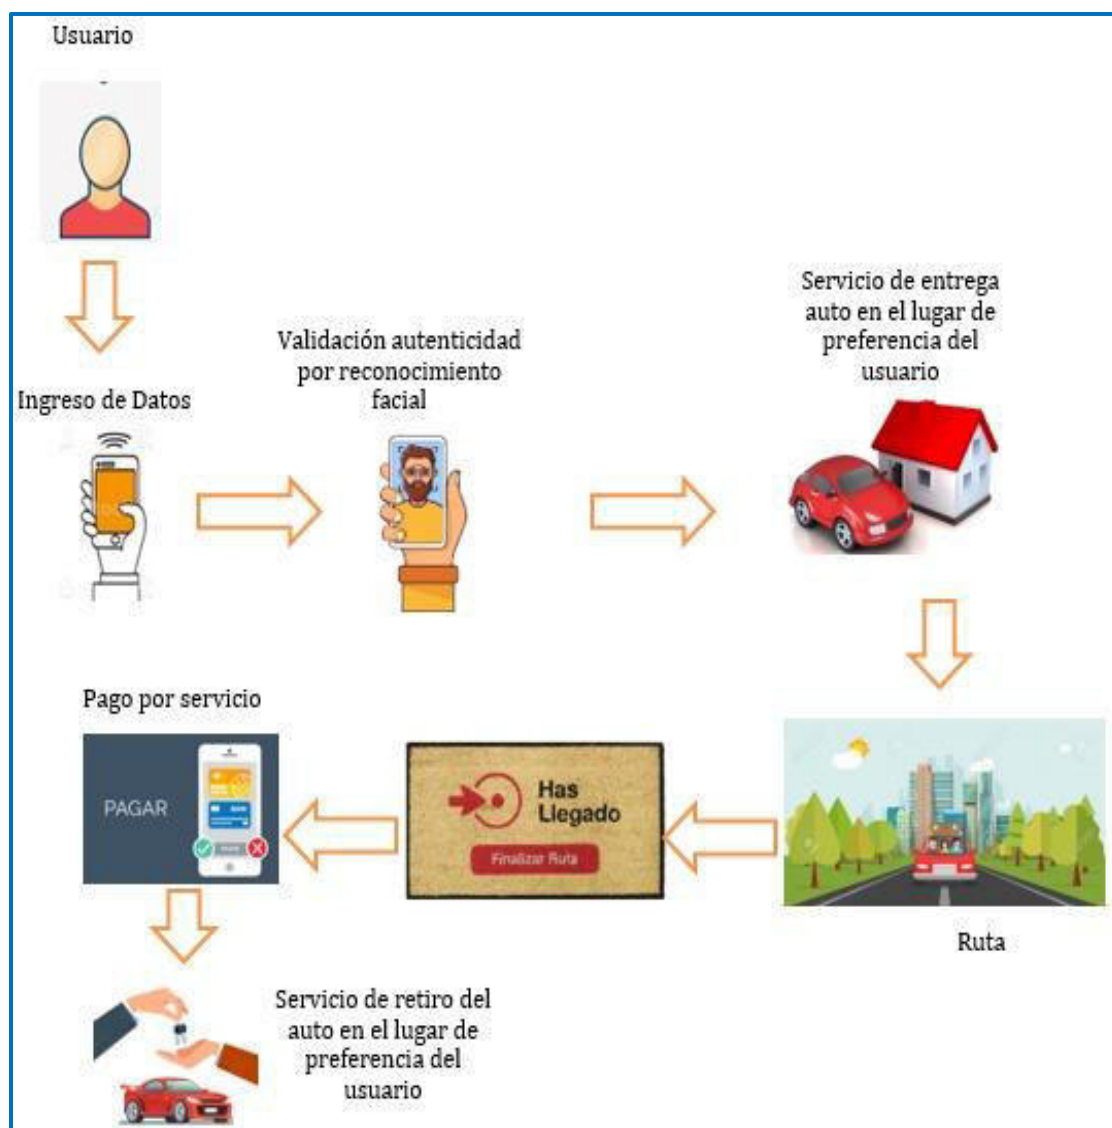 Usuario
Ingreso de Datos
Validación autenticidad
por reconocimiento
facial
Servicio de entrega
auto en el lugar de
preferencia del
usuario
Ruta
Has
Llegado
Finalizar Ruta
Pago por servicio
PAGAR
Servicio de retiro del
auto en el lugar de
preferencia del
usuario